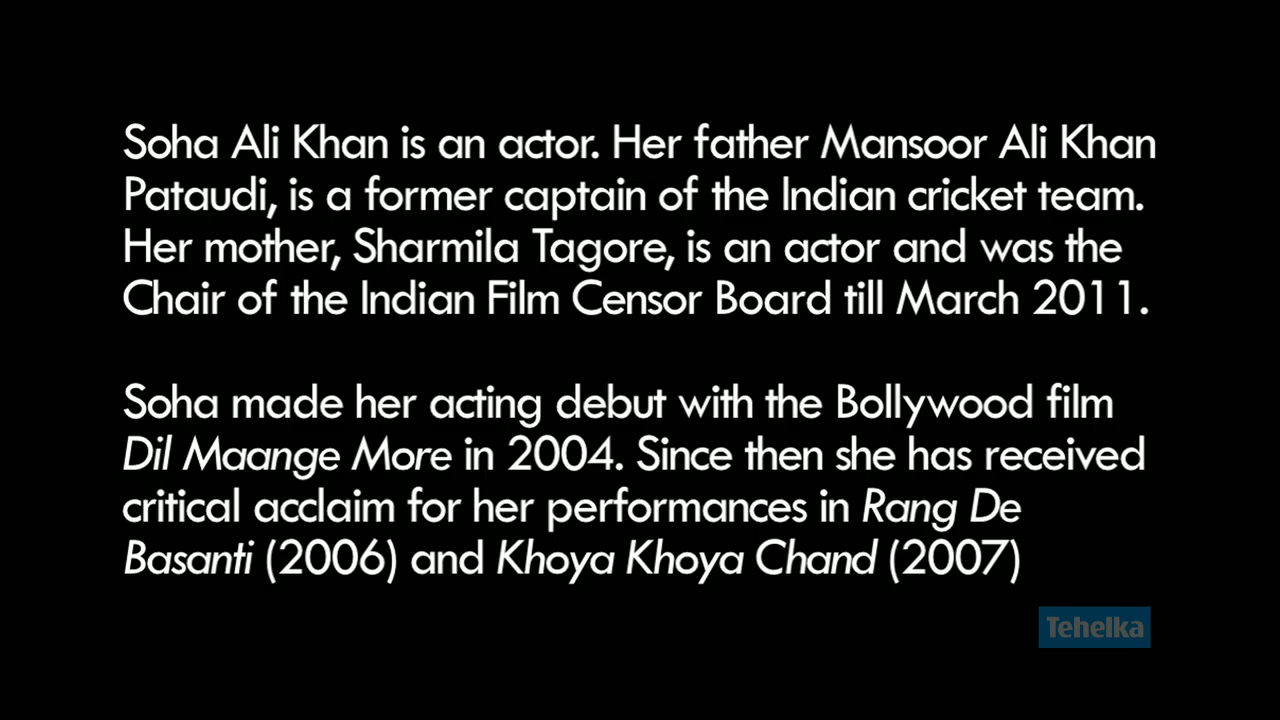 Soha Ali Khan is an actor. Her father Mansoor Ali Khan
Pataudi, is a former captain of the Indian cricket team.
Her mother, Sharmila Tagore, is an actor and was the
Chair of the Indian Film Censor Board till March 2011.
Soha made her acting debut with the Bollywood film
Dil Maange More in 2004. Since then she has received
critical acclaim for her performances in Rang De
Basanti (2006) and Khoya Khoya Chand (2007)
Tehelka